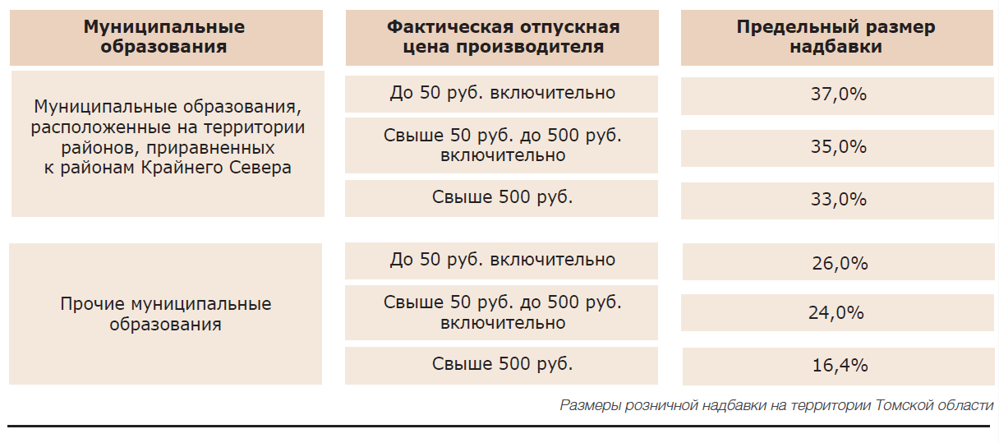 Муниципальные
образования
Фактическая отпускная
цена производителя
Предельный размер
надбавки
Муниципальные образования,
расположенные на территории
районов, приравненных
к районам Крайнего Севера
До 50 руб. включительно
37,0%
Свыше 50 руб. до 500 руб.
включительно
35,0%
Свыше 500 руб.
33,0%
Прочие муниципальные
образования
До 50 руб. включительно
26,0%
Свыше 50 руб. до 500 руб.
включительно
24,0%
Свыше 500 руб.
16,4%
Размеры розничной надбавки на территории Томской области